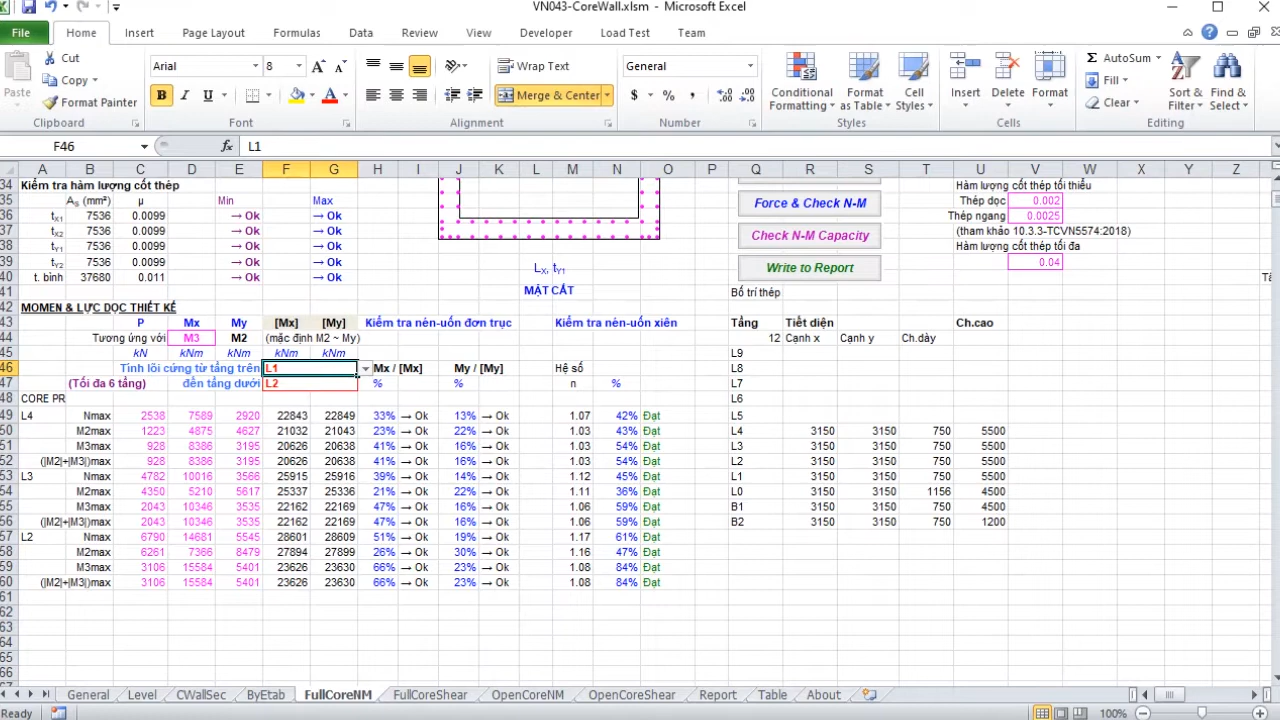 VN043-CoreWall.xlsm - Microsoft Excel
File Home Insert Page Layout Formulas Data Review View Developer Load Test Team
Paste Cut Copy Format Painter Clipboard
Arial 8 B I U Font
Wrap Text Merge & Center Alignment
General $ % , Number
Conditional Formatting Format as Table Cell Styles Styles
Insert Delete Format Cells
AutoSum Fill Clear Sort & Filter Find & Select Editing
F46 fx L1
A B C D E F G H I J K L M N O P Q R S T U V W X Y Z
34 Kiểm tra hàm lượng cốt thép Hàm lượng cốt thép tối thiểu
35 AS (mm²) μ Min Max Force & Check N-M Thép dọc 0.002
36 tX1 7536 0.0099 → Ok → Ok Thép ngang 0.0025
37 tX2 7536 0.0099 → Ok → Ok Check N-M Capacity (tham khảo 10.3.3-TCVN5574:2018)
38 tY1 7536 0.0099 → Ok → Ok Hàm lượng cốt thép tối đa
39 tY2 7536 0.0099 → Ok → Ok LX, tY1 Write to Report 0.04
40 t. bình 37680 0.011 → Ok → Ok
41 MẶT CẮT Bố trí thép
42 MOMEN & LỰC DỌC THIẾT KẾ
43 P Mx My [Mx] [My] Kiểm tra nén-uốn đơn trục Kiểm tra nén-uốn xiên Tầng Tiết diện Ch.cao
44 Tương ứng với M3 M2 (mặc định M2 ~ My) 12 Cạnh x Cạnh y Ch.dày
45 kN kNm kNm kNm kNm L9
46 Tính lõi cứng từ tầng trên L1 Mx / [Mx] My / [My] Hệ số L8
47 (Tối đa 6 tầng) đến tầng dưới L2 % % n % L7
48 CORE PR L6
49 L4 Nmax 2538 7589 2920 22843 22849 33% → Ok 13% → Ok 1.07 42% Đạt L5
50 M2max 1223 4875 4627 21032 21043 23% → Ok 22% → Ok 1.03 43% Đạt L4 3150 3150 750 5500
51 M3max 928 8386 3195 20626 20626 41% → Ok 16% → Ok 1.03 54% Đạt L3 3150 3150 750 5500
52 (|M2|+|M3|)max 928 8386 3195 20626 20638 41% → Ok 16% → Ok 1.03 54% Đạt L2 3150 3150 750 5500
53 L3 Nmax 4782 10016 3566 25915 25916 39% → Ok 14% → Ok 1.12 45% Đạt L1 3150 3150 750 5500
54 M2max 4350 5210 5617 25337 25336 21% → Ok 22% → Ok 1.11 36% Đạt L0 3150 3150 1156 4500
55 M3max 2043 10346 3535 22162 22169 47% → Ok 16% → Ok 1.06 59% Đạt B1 3150 3150 750 4500
56 (|M2|+|M3|)max 2043 10346 3535 22162 22169 47% → Ok 16% → Ok 1.06 59% Đạt B2 3150 3150 750 1200
57 L2 Nmax 6790 14681 5545 28601 28609 51% → Ok 19% → Ok 1.17 61% Đạt
58 M2max 6261 7366 8479 27894 27899 26% → Ok 30% → Ok 1.16 47% Đạt
59 M3max 3106 15584 5401 23626 23630 66% → Ok 23% → Ok 1.08 84% Đạt
60 (|M2|+|M3|)max 3106 15584 5401 23626 23630 66% → Ok 23% → Ok 1.08 84% Đạt
61
62
63
64
65
66
General Level CWallSec ByEtab FullCoreNM FullCoreShear OpenCoreNM OpenCoreShear Report Table About
Ready 100%